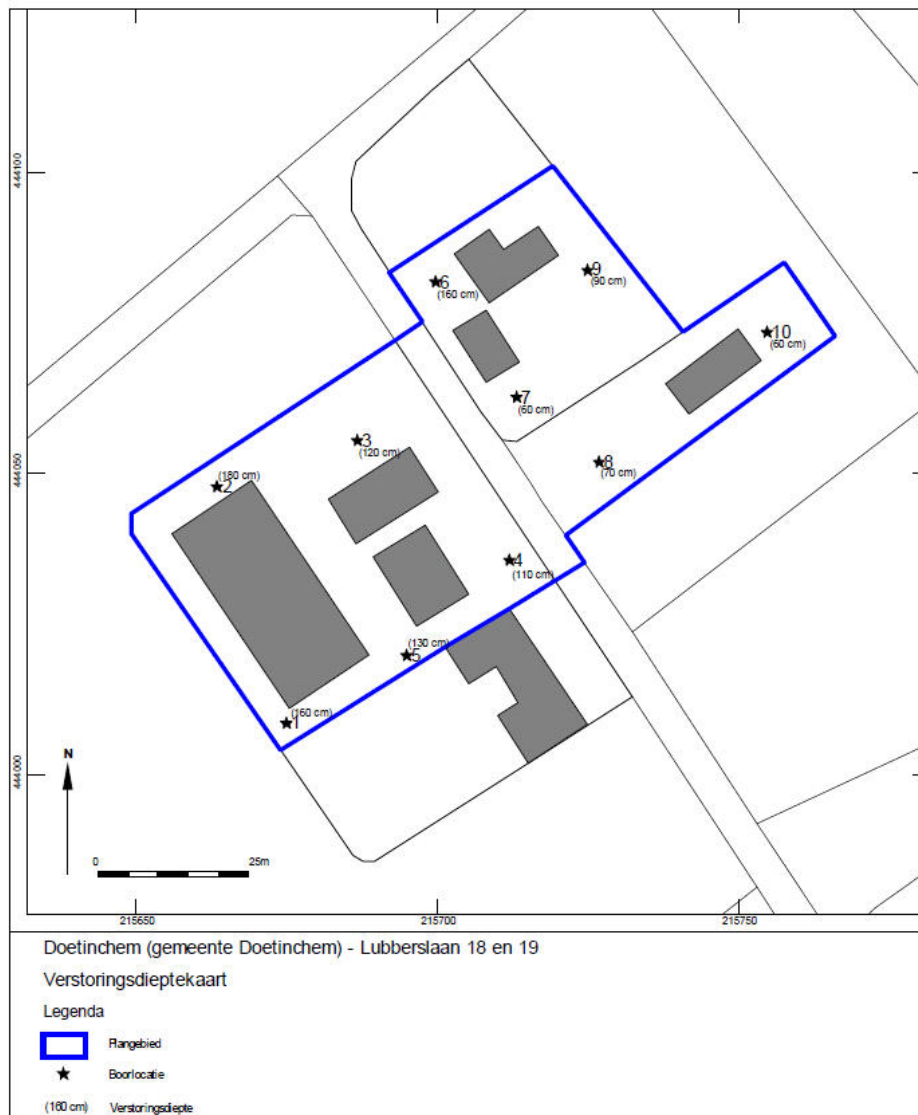 444100
6
(160 cm)
9
(90 cm)
10
(60 cm)
7
(60 cm)
3
(120 cm)
8
(70 cm)
444050
(180 cm)
2
4
(110 cm)
(130 cm)
5
(160 cm)
1
N
444000
0 25m
215650 215700 215750
Doetinchem (gemeente Doetinchem) - Lubberslaan 18 en 19
Verstoringsdieptekaart
Legenda
Plangebied
Boorlocatie
(160 cm) Verstoringsdiepte